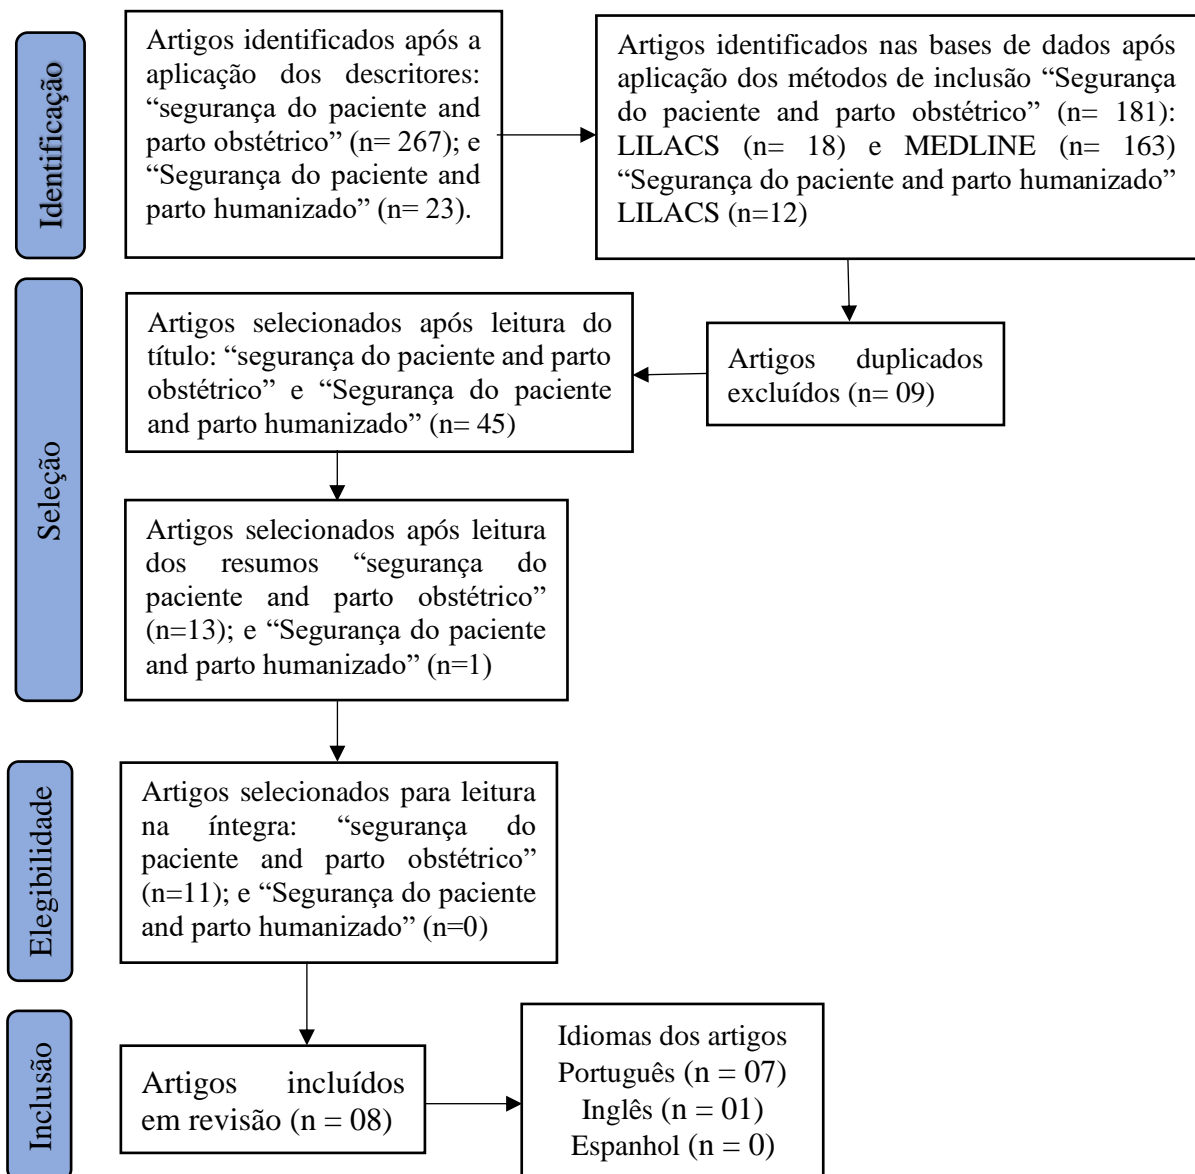 Identificação
Artigos identificados após a
aplicação dos descritores:
“segurança do paciente and
parto obstétrico” (n= 267); e
“Segurança do paciente and
parto humanizado” (n= 23).
Artigos identificados nas bases de dados após
aplicação dos métodos de inclusão “Segurança
do paciente and parto obstétrico” (n= 181):
LILACS (n= 18) e MEDLINE (n= 163)
“Segurança do paciente and parto humanizado”
LILACS (n=12)
Seleção
Artigos duplicados
excluídos (n= 09)
Artigos selecionados após leitura do
título: “segurança do paciente and parto
obstétrico” e “Segurança do paciente
and parto humanizado” (n= 45)
Artigos selecionados após leitura
dos resumos “segurança do
paciente and parto obstétrico”
(n=13); e “Segurança do paciente
and parto humanizado” (n=1)
Elegibilidade
Artigos selecionados para leitura
na íntegra: “segurança do
paciente and parto obstétrico”
(n=11); e “Segurança do paciente
and parto humanizado” (n=0)
Inclusão
Artigos incluídos
em revisão (n = 08)
Idiomas dos artigos
Português (n = 07)
Inglês (n = 01)
Espanhol (n = 0)